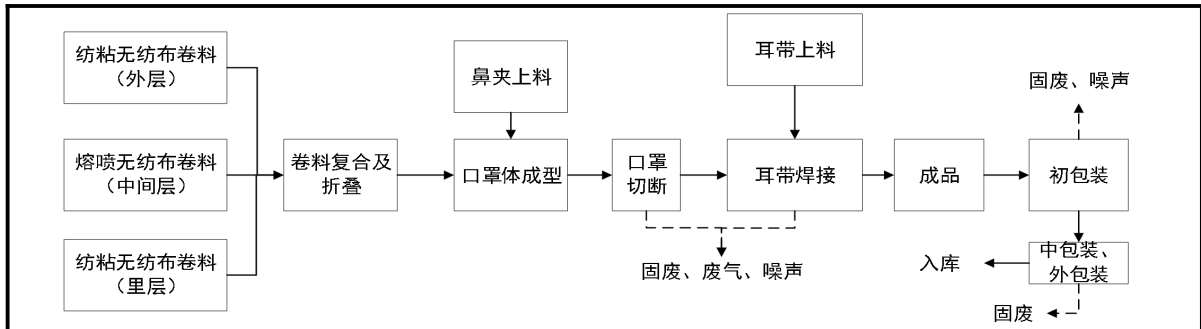 纺粘无纺布卷料
（外层）
熔喷无纺布卷料
（中间层）
纺粘无纺布卷料
（里层）
卷料复合及
折叠
鼻夹上料
口罩体成型
口罩
切断
耳带上料
耳带焊接
固废、废气、噪声
成品
固废、噪声
初包装
中包装、
外包装
入库
固废